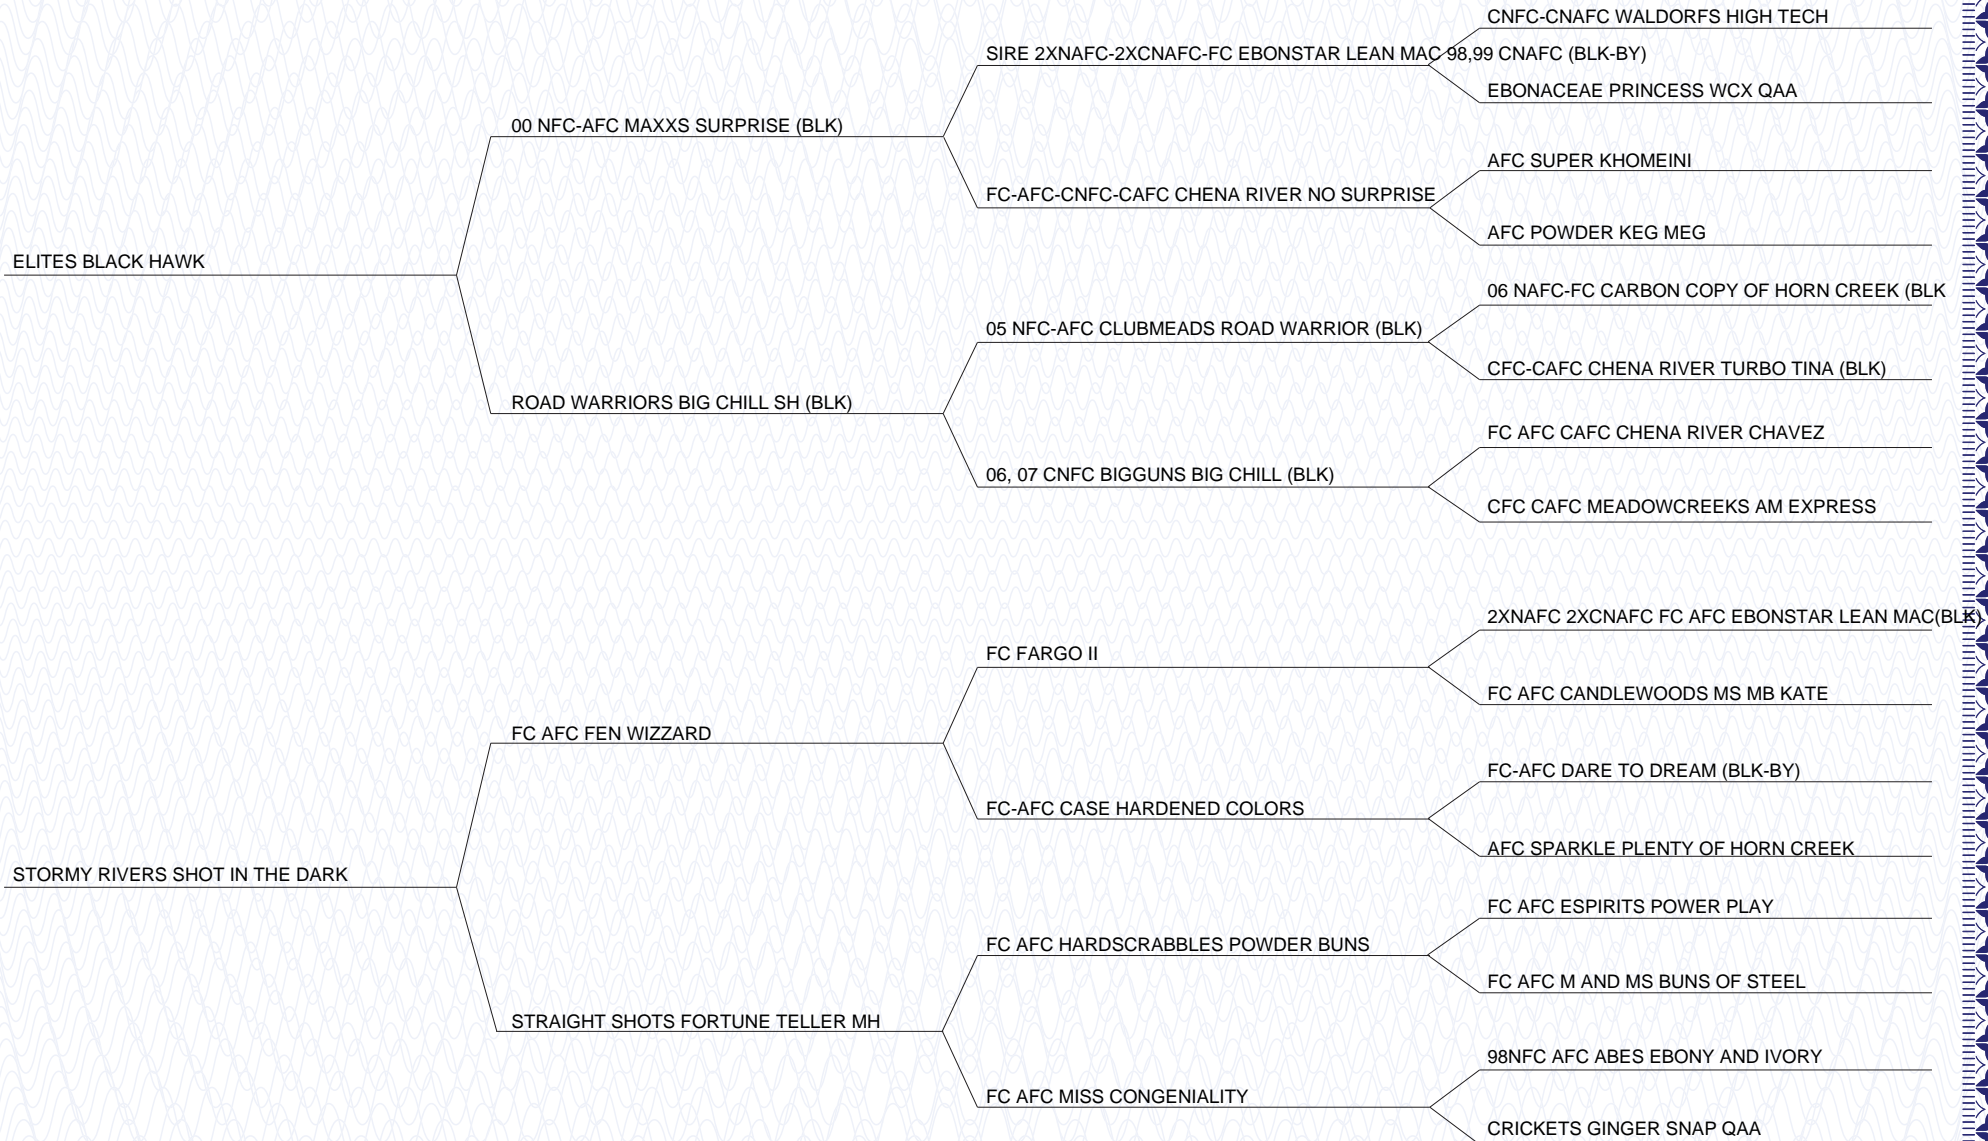 CNFC-CNAFC WALDORFS HIGH TECH
SIRE 2XNAFC-2XCNAFC-FC EBONSTAR LEAN MAC 98,99 CNAFC (BLK-BY)
EBONACEAE PRINCESS WCX QAA
00 NFC-AFC MAXXS SURPRISE (BLK)
AFC SUPER KHOMEINI
FC-AFC-CNFC-CAFC CHENA RIVER NO SURPRISE
AFC POWDER KEG MEG
ELITES BLACK HAWK
06 NAFC-FC CARBON COPY OF HORN CREEK (BLK
05 NFC-AFC CLUBMEADS ROAD WARRIOR (BLK)
CFC-CAFC CHENA RIVER TURBO TINA (BLK)
ROAD WARRIORS BIG CHILL SH (BLK)
FC AFC CAFC CHENA RIVER CHAVEZ
06, 07 CNFC BIGGUNS BIG CHILL (BLK)
CFC CAFC MEADOWCREEKS AM EXPRESS
2XNAFC 2XCNAFC FC AFC EBONSTAR LEAN MAC(BLK)
FC FARGO II
FC AFC CANDLEWOODS MS MB KATE
FC AFC FEN WIZZARD
FC-AFC DARE TO DREAM (BLK-BY)
FC-AFC CASE HARDENED COLORS
AFC SPARKLE PLENTY OF HORN CREEK
STORMY RIVERS SHOT IN THE DARK
FC AFC ESPIRITS POWER PLAY
FC AFC HARDSCRABBLES POWDER BUNS
FC AFC M AND MS BUNS OF STEEL
STRAIGHT SHOTS FORTUNE TELLER MH
98NFC AFC ABES EBONY AND IVORY
FC AFC MISS CONGENIALITY
CRICKETS GINGER SNAP QAA